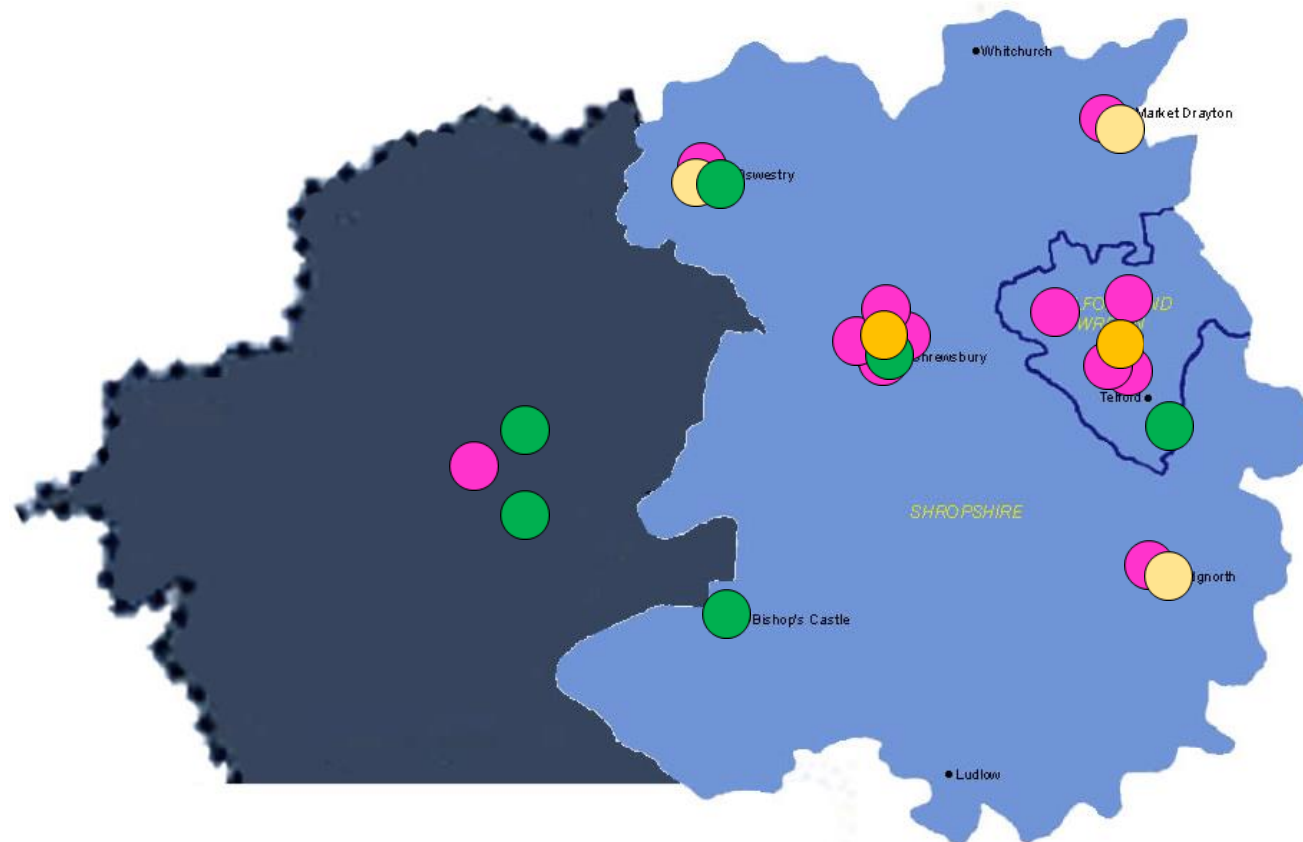 Whitchurch
Market Drayton
Shrewsbury
Telford
SHROPSHIRE
Bishop's Castle
Ludlow